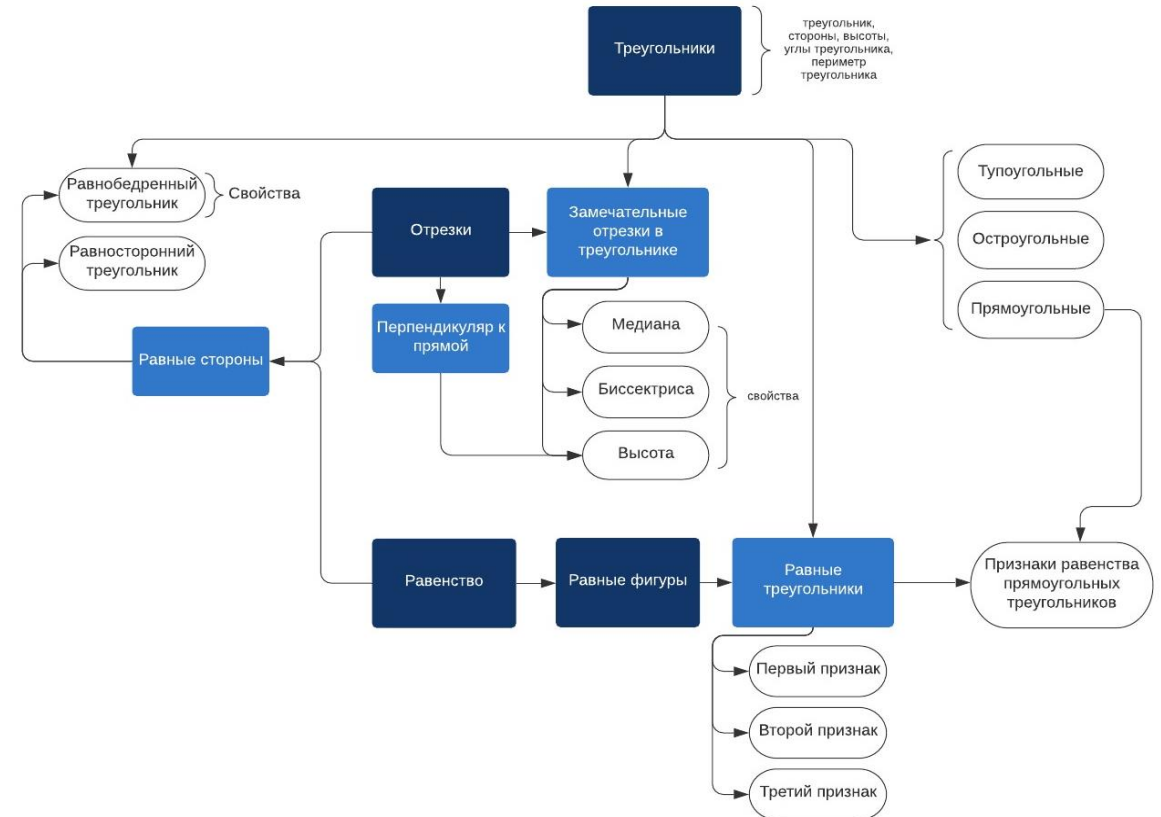 Треугольники
треугольник,
стороны, высоты,
углы треугольника,
периметр
треугольника
Равнобедренный
треугольник
Свойства
Равносторонний
треугольник
Равные стороны
Отрезки
Перпендикуляр к
прямой
Замечательные
отрезки в
треугольнике
Медиана
Биссектриса
Высота
свойства
Тупоугольные
Остроугольные
Прямоугольные
Равенство
Равные фигуры
Равные
треугольники
Признаки равенства
прямоугольных
треугольников
Первый признак
Второй признак
Третий признак